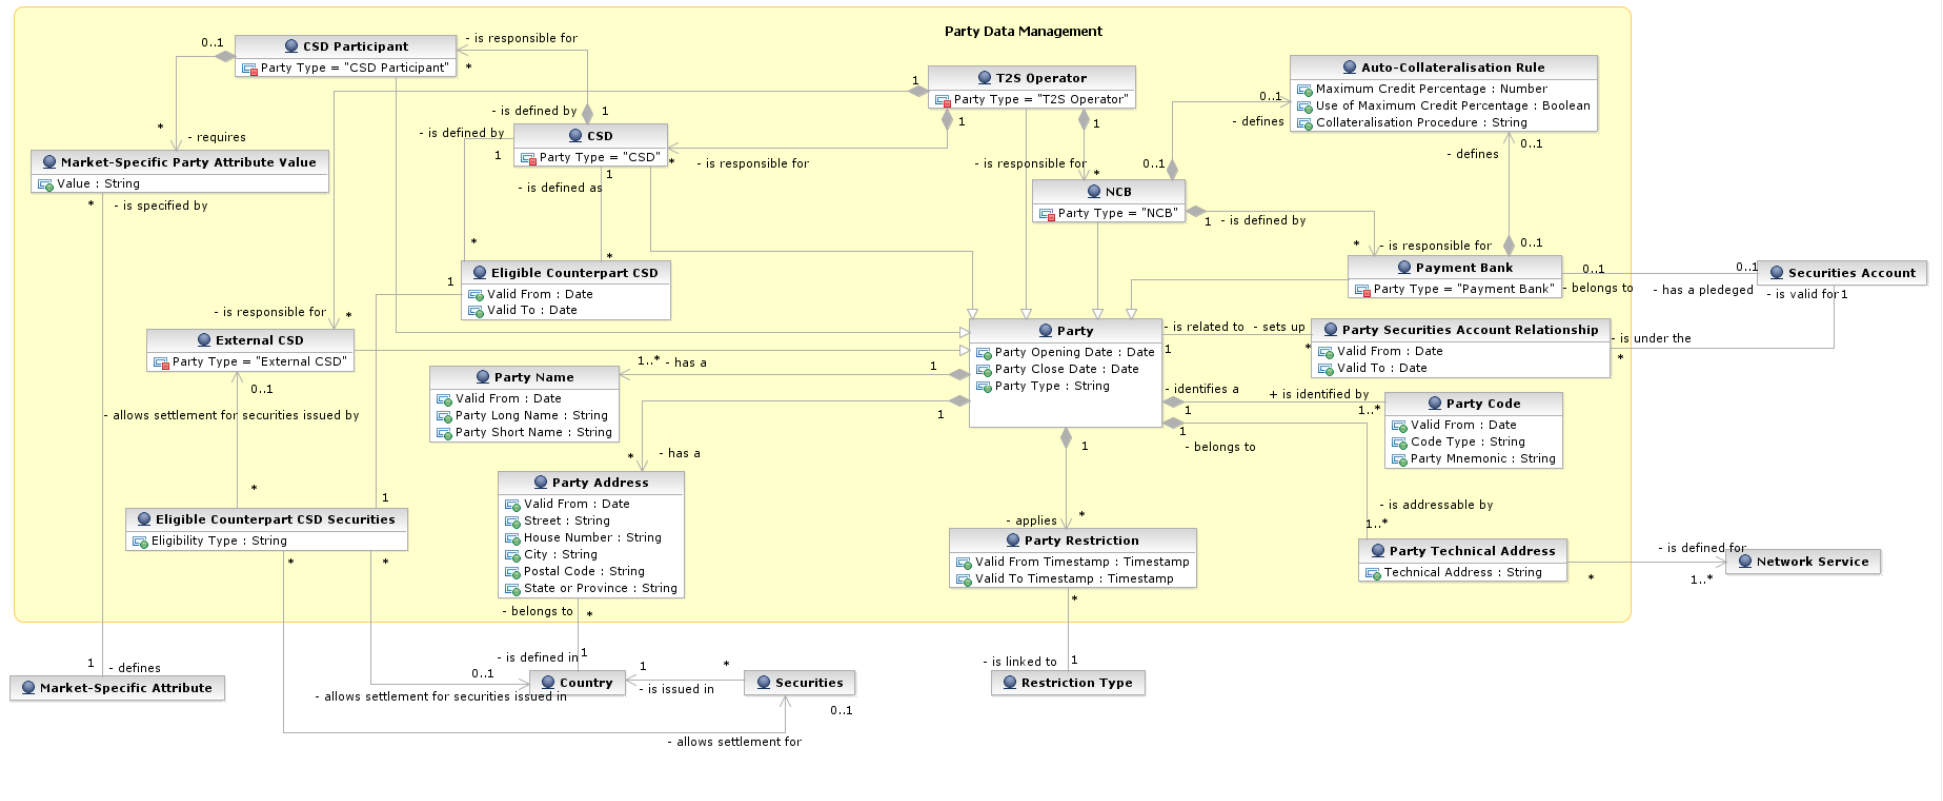 Party Data Management
CSD Participant
Party Type = "CSD Participant"
0..1
- is responsible for
*
T2S Operator
Party Type = "T2S Operator"
1
1
1
Auto-Collateralisation Rule
Maximum Credit Percentage : Number
Use of Maximum Credit Percentage : Boolean
Collateralisation Procedure : String
0..1
- defines
0..1
- defines
- is defined by
1
- is defined by
1
CSD
Party Type = "CSD"
*
- is responsible for
- is defined as
1
*
- requires
Market-Specific Party Attribute Value
Value : String
*
- is specified by
- is responsible for
*
0..1
NCB
Party Type = "NCB"
1
- is defined by
*
- is responsible for
0..1
Payment Bank
Party Type = "Payment Bank"
0..1
- belongs to
0..1
- has a pledeged
Securities Account
- is valid for
1
*
*
1
Eligible Counterpart CSD
Valid From : Date
Valid To : Date
- is responsible for
*
External CSD
Party Type = "External CSD"
0..1
- allows settlement for securities issued by
*
Party
Party Opening Date : Date
Party Close Date : Date
Party Type : String
- is related to
- sets up
1
*
Party Securities Account Relationship
Valid From : Date
Valid To : Date
- is under the
*
1..*
- has a
1
Party Name
Valid From : Date
Party Long Name : String
Party Short Name : String
1
- identifies a
+ is identified by
1
1..*
Party Code
Valid From : Date
Code Type : String
Party Mnemonic : String
1
- belongs to
1
*
- has a
Party Address
Valid From : Date
Street : String
House Number : String
City : String
Postal Code : String
State or Province : String
1
Eligible Counterpart CSD Securities
Eligibility Type : String
*
*
- applies
*
Party Restriction
Valid From Timestamp : Timestamp
Valid To Timestamp : Timestamp
*
- is addressable by
1..*
Party Technical Address
Technical Address : String
*
- is defined for
1..*
Network Service
- belongs to
*
1
- defines
Market-Specific Attribute
- is defined in
1
0..1
Country
- allows settlement for securities issued in
1
- is issued in
*
Securities
0..1
- allows settlement for
- is linked to
1
Restriction Type